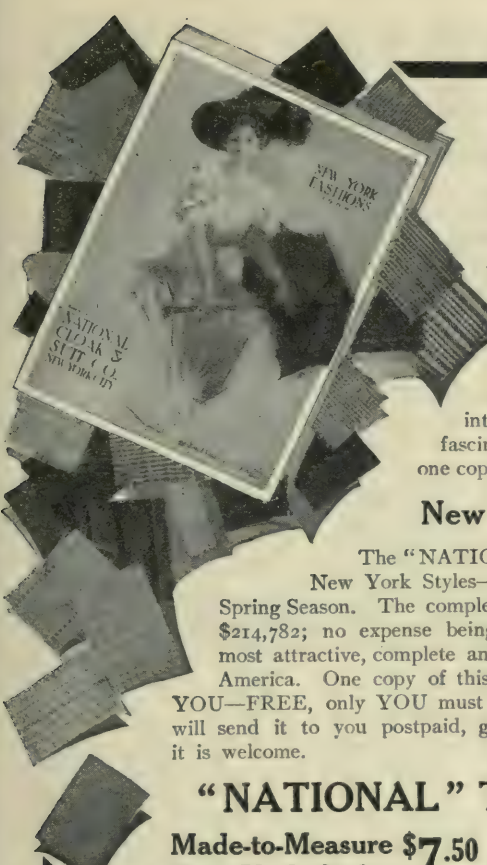 NEW YORK
FASHIONS
NATIONAL
CLOAK &
SUIT CO.
NEW YORK CITY
int
fascin
one cop
New
The "NATIO
New York Styles—
Spring Season. The comple
$214,782; no expense being
most attractive, complete an
America. One copy of this
YOU—FREE, only YOU must
will send it to you postpaid, g
it is welcome.
"NATIONAL" T
Made-to-Measure $7.50